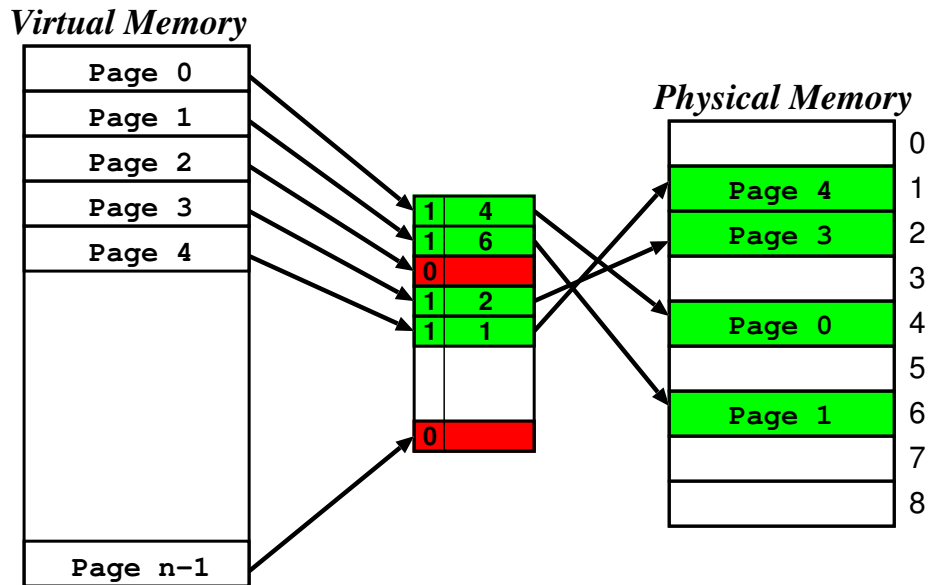 Virtual Memory
Page 0
Page 1
Page 2
Page 3
Page 4
Page n−1
1 4
1 6
0
1 2
1 1
0
Physical Memory
0
Page 4 1
Page 3 2
3
Page 0 4
5
Page 1 6
7
8